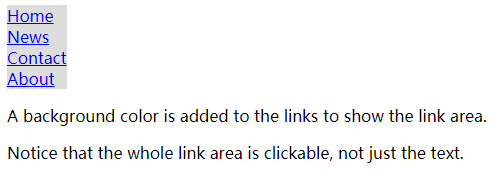 Home
News
Contact
About
A background color is added to the links to show the link area.
Notice that the whole link area is clickable, not just the text.